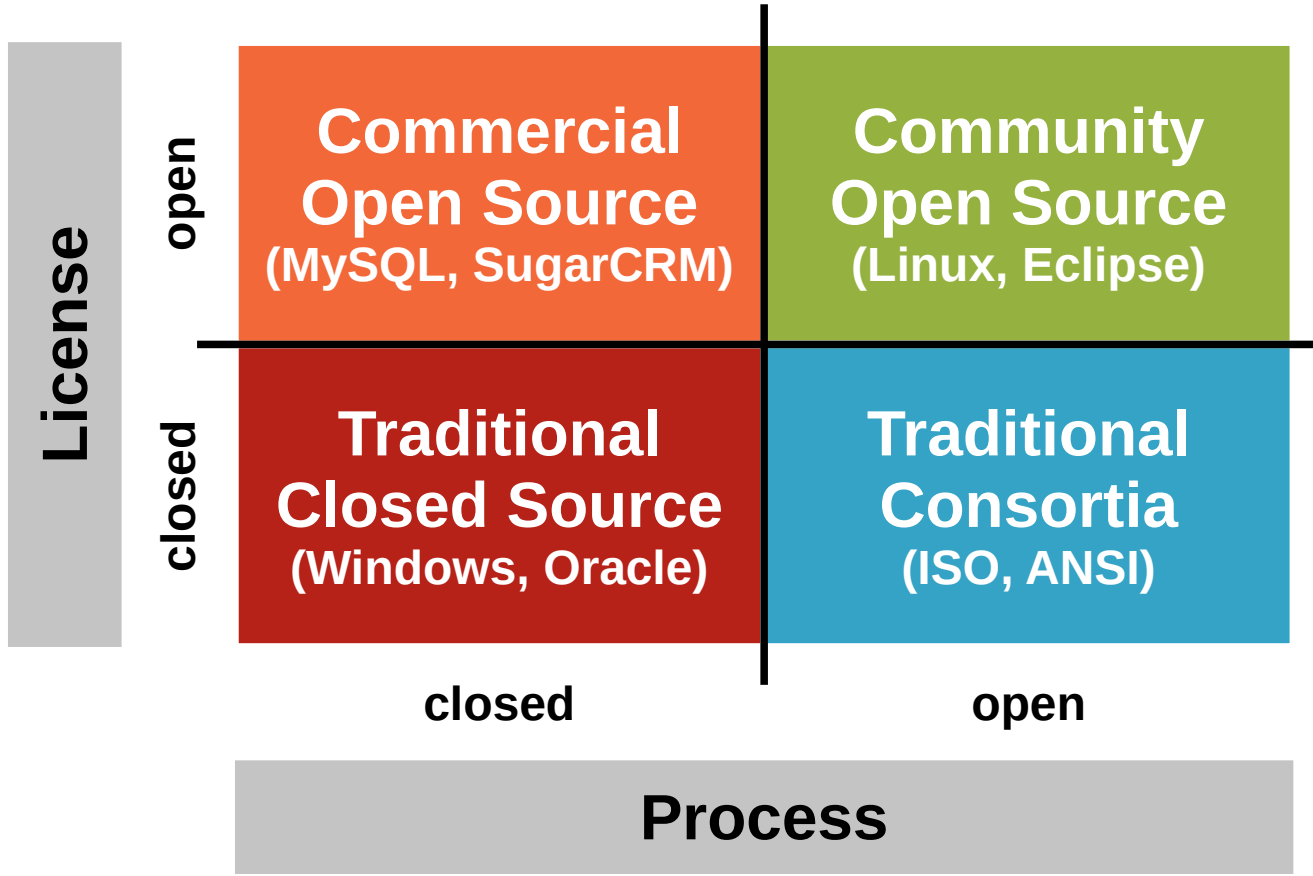 License
open
Commercial
Open Source
(MySQL, SugarCRM)
Community
Open Source
(Linux, Eclipse)
closed
Traditional
Closed Source
(Windows, Oracle)
Traditional
Consortia
(ISO, ANSI)
closed
open
Process